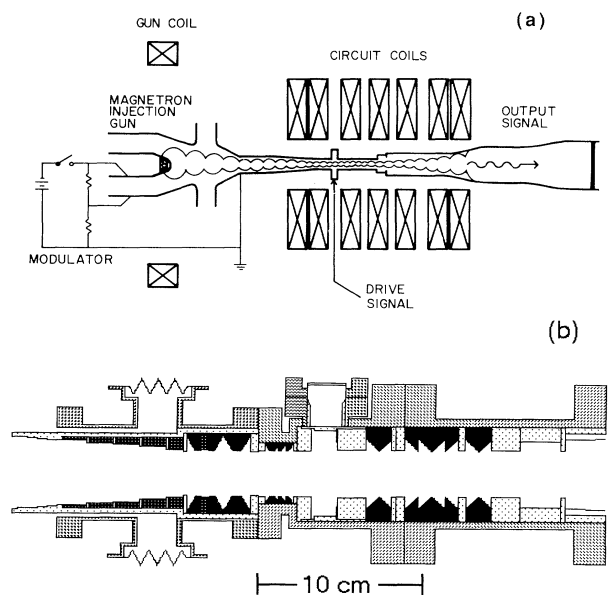 (a)
GUN COIL
CIRCUIT COILS
MAGNETRON
INJECTION
GUN
OUTPUT
SIGNAL
MODULATOR
DRIVE
SIGNAL
(b)
10 cm